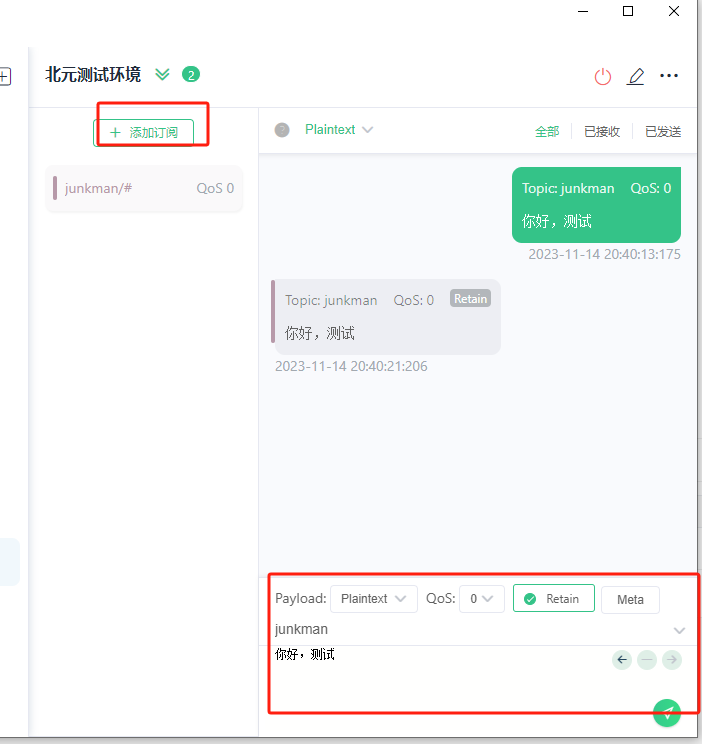 北元测试环境 2
+ 添加订阅
junkman/# QoS 0
Plaintext 全部 已接收 已发送
Topic: junkman QoS: 0
你好，测试
2023-11-14 20:40:13:175
Topic: junkman QoS: 0 Retain
你好，测试
2023-11-14 20:40:21:206
Payload: Plaintext QoS: 0 Retain Meta
junkman
你好，测试